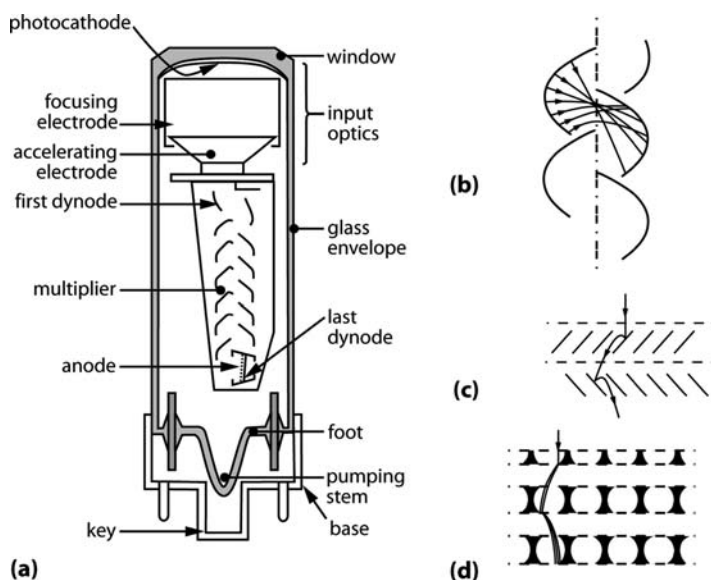 photocathode
window
focusing
electrode
input
optics
accelerating
electrode
first dynode
glass
envelope
multiplier
last
dynode
anode
foot
pumping
stem
key
base
(a)
(b)
(c)
(d)